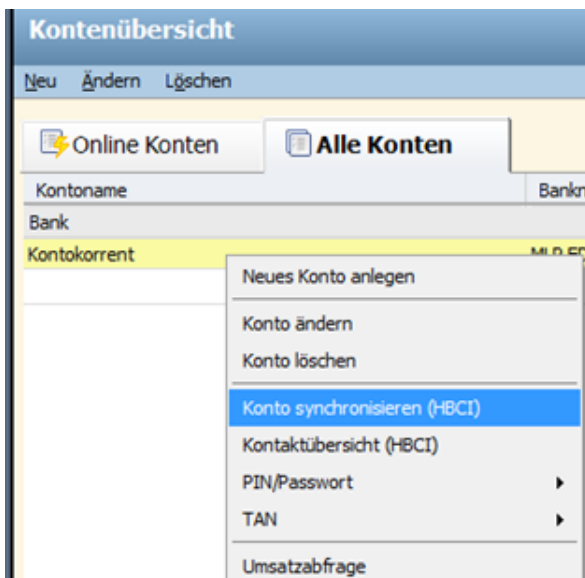 Kontenübersicht
Neu Ändern Löschen
Online Konten Alle Konten
Kontoname
Bank
Kontokorrent
Neues Konto anlegen
Konto ändern
Konto löschen
Konto synchronisieren (HBCI)
Kontaktübersicht (HBCI)
PIN/Passwort
TAN
Umsatzabfrage